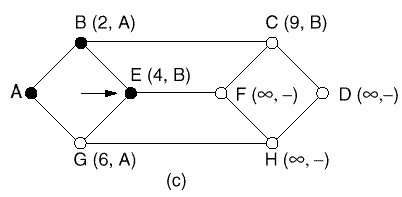 B (2, A)
C (9, B)
E (4, B)
A
F (∞, –)
D (∞,–)
G (6, A)
H (∞, –)
(c)